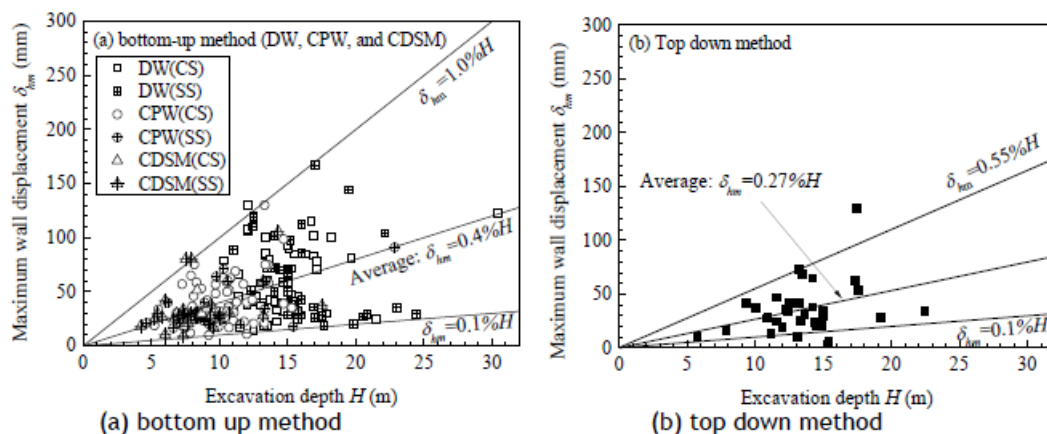 300
250
200
150
100
50
0
Maximum wall displacement δhm (mm)
(a) bottom-up method (DW, CPW, and CDSM)
DW(CS)
DW(SS)
CPW(CS)
CPW(SS)
CDSM(CS)
CDSM(SS)
δhm=1.0%H
Average: δhm=0.4%H
δhm=0.1%H
0 5 10 15 20 25 30
Excavation depth H (m)
(a) bottom up method
300
250
200
150
100
50
0
Maximum wall displacement δhm (mm)
(b) Top down method
Average: δhm=0.27%H
δhm=0.55%H
δhm=0.1%H
0 5 10 15 20 25 30
Excavation depth H (m)
(b) top down method